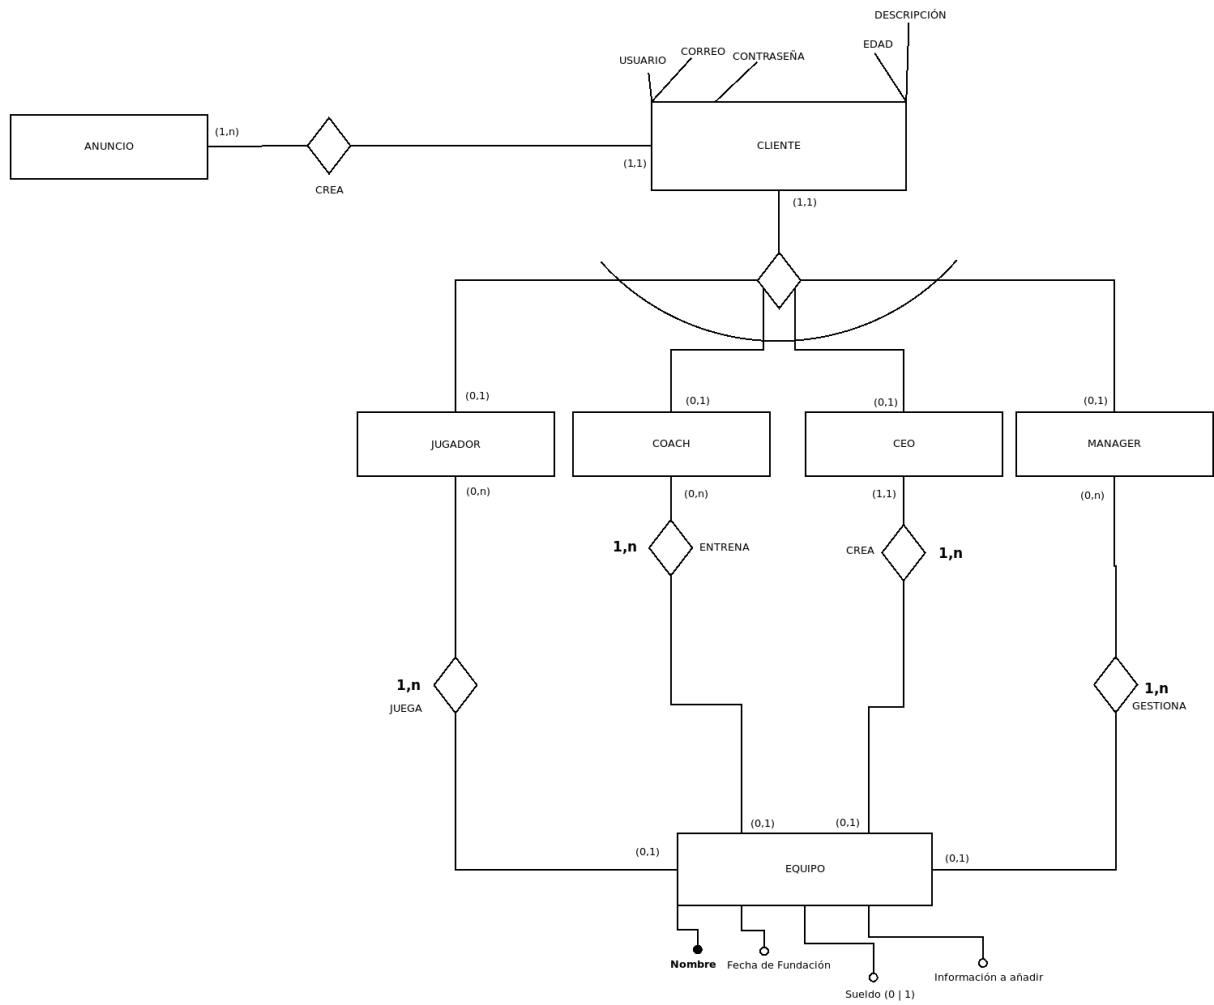 DESCRIPCIÓN
EDAD
CORREO
CONTRASEÑA
USUARIO
(1,n)
ANUNCIO
CLIENTE
(1,1)
CREA
(1,1)
(0,1)
(0,1)
(0,1)
(0,1)
JUGADOR
COACH
CEO
MANAGER
(0,n)
(0,n)
(1,1)
(0,n)
1,n
ENTRENA
CREA
1,n
1,n
JUEGA
1,n
GESTIONA
(0,1)
(0,1)
(0,1)
(0,1)
EQUIPO
Nombre
Fecha de Fundación
Información a añadir
Sueldo (0 | 1)